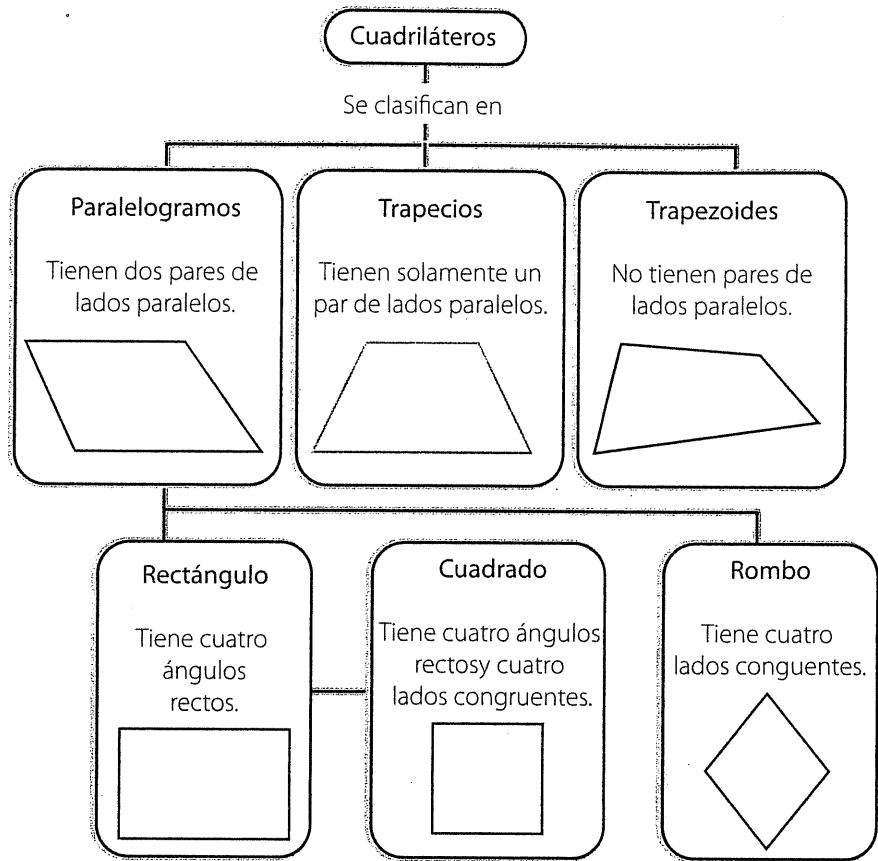 Cuadriláteros
Se clasifican en
Paralelogramos
Tienen dos pares de
lados paralelos.
Trapecios
Tienen solamente un
par de lados paralelos.
Trapezoides
No tienen pares de
lados paralelos.
Rectángulo
Tiene cuatro
ángulos
rectos.
Cuadrado
Tiene cuatro ángulos
rectosy cuatro
lados congruentes.
Rombo
Tiene cuatro
lados conguentes.